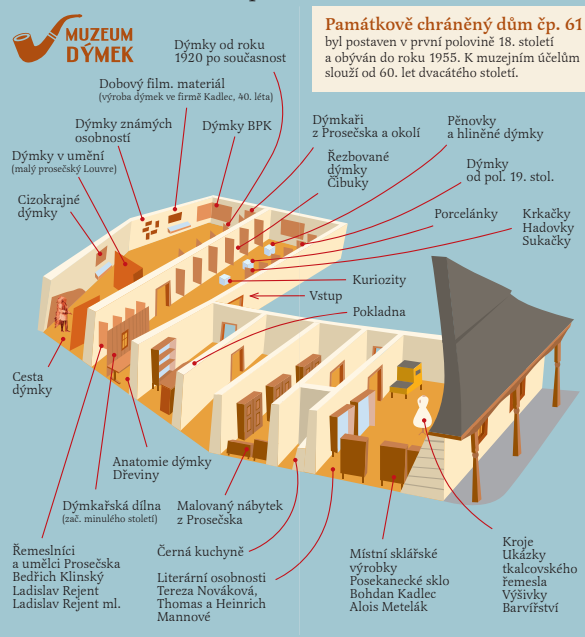 MUZEUM
DÝMEK
Památkově chráněný dům čp. 61
byl postaven v první polovině 18. století
a obýván do roku 1955. K muzejním účelům
slouží od 60. let dvacátého století.
Dýmky od roku
1920 po současnost
Dobový film. materiál
(výroba dýmek ve firmě Kadlec, 40. léta)
Dýmky známých
osobností
Dýmky BPK
Dýmkaři
z Prosečska a okolí
Pěnovky
a hliněné dýmky
Dýmky v umění
(malý prosečský Louvre)
Řezbované
dýmky
Čibuky
Dýmky
od pol. 19. stol.
Cizokrajné
dýmky
Porcelánky
Krkačky
Hadovky
Sukačky
Kuriozity
Vstup
Pokladna
Cesta
dýmky
Anatomie dýmky
Dřeviny
Dýmkařská dílna
(zač. minulého století)
Malovaný nábytek
z Prosečska
Řemeslníci
a umělci Prosečska
Bedřich Klinský
Ladislav Rejent
Ladislav Rejent ml.
Černá kuchyně
Literární osobnosti
Tereza Nováková,
Thomas a Heinrich
Mannové
Místní sklářské
výrobky
Posekanecké sklo
Bohdan Kadlec
Alois Metelák
Kroje
Ukázky
tkalcovského
řemesla
Výšivky
Barvířství